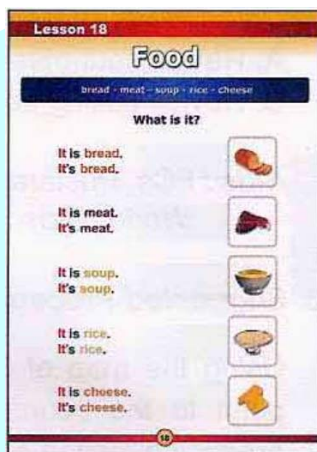 Lesson 18
Food
bread - meat - soup - rice - cheese
What is it?
It is bread.
It's bread.
It is meat.
It's meat.
It is soup.
It's soup.
It is rice.
It's rice.
It is cheese.
It's cheese.
18